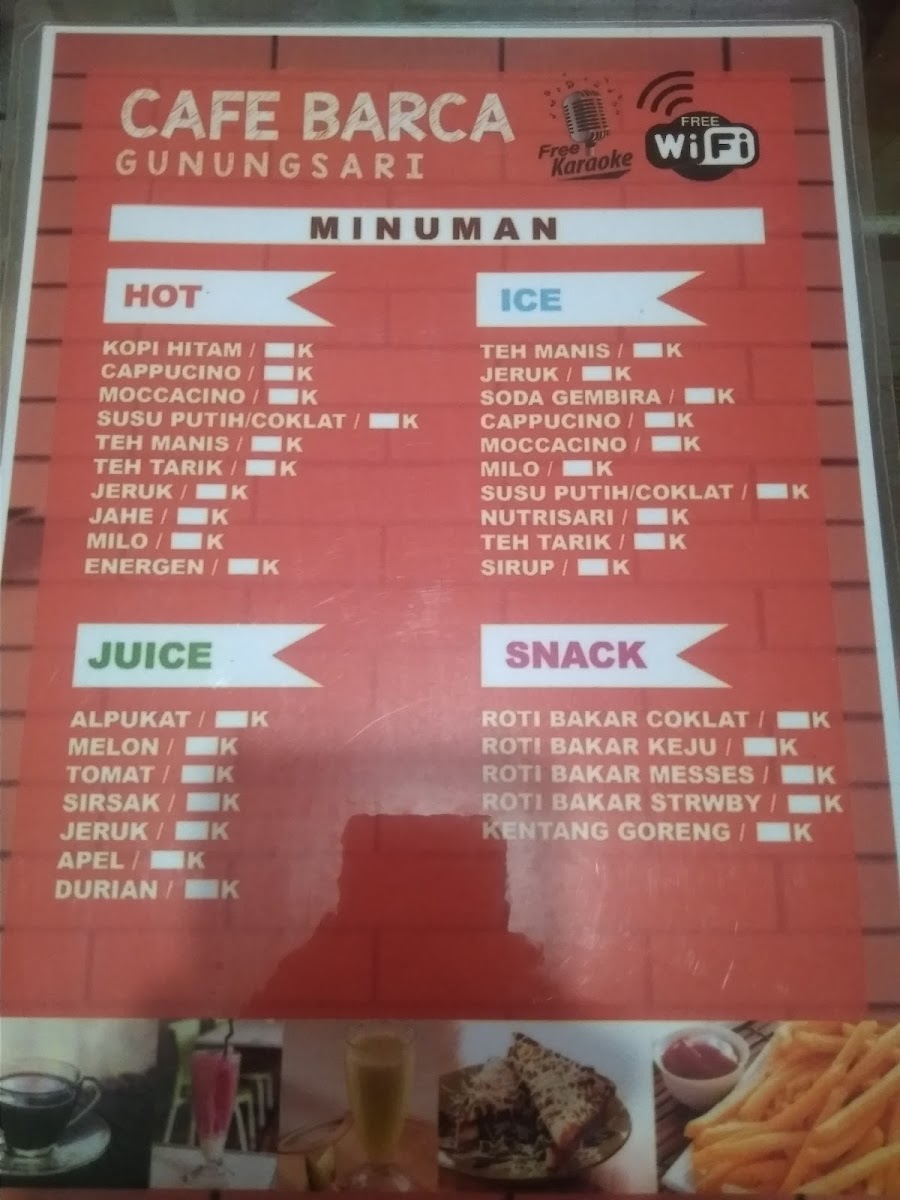 CAFE BARCA
GUNUNGSARI
Free
Karaoke
FREE
WiFi
MINUMAN
HOT
KOPI HITAM / K
CAPPUCINO / K
MOCCACINO / K
SUSU PUTIH/COKLAT / K
TEH MANIS / K
TEH TARIK / K
JERUK / K
JAHE / K
MILO / K
ENERGEN / K
ICE
TEH MANIS / K
JERUK / K
SODA GEMBIRA / K
CAPPUCINO / K
MOCCACINO / K
MILO / K
SUSU PUTIH/COKLAT / K
NUTRISARI / K
TEH TARIK / K
SIRUP / K
JUICE
ALPUKAT / K
MELON / K
TOMAT / K
SIRSAK / K
JERUK / K
APEL / K
DURIAN / K
SNACK
ROTI BAKAR COKLAT / K
ROTI BAKAR KEJU / K
ROTI BAKAR MESSES / K
ROTI BAKAR STRWBY / K
KENTANG GORENG / K